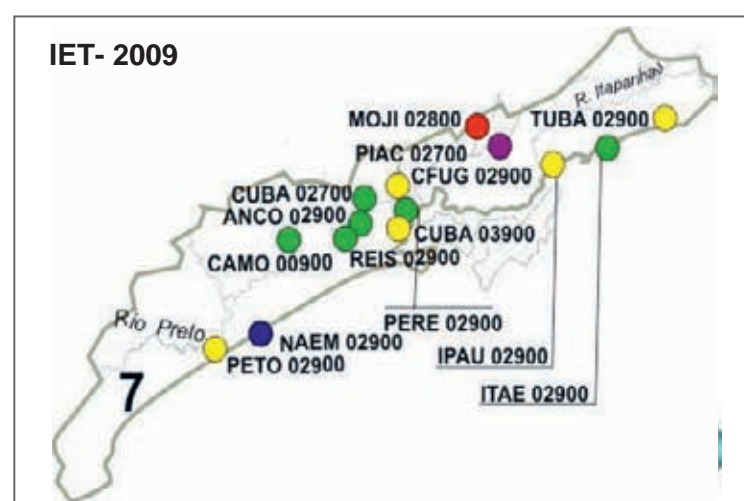 IET- 2009
R. Itapanhaú
MOJI 02800
TUBA 02900
PIAC 02700
CFUG 02900
CUBA 02700
ANCO 02900
CUBA 03900
CAMO 00900
REIS 02900
PERE 02900
Rio Preto
NAEM 02900
IPAU 02900
PETO 02900
7
ITAE 02900